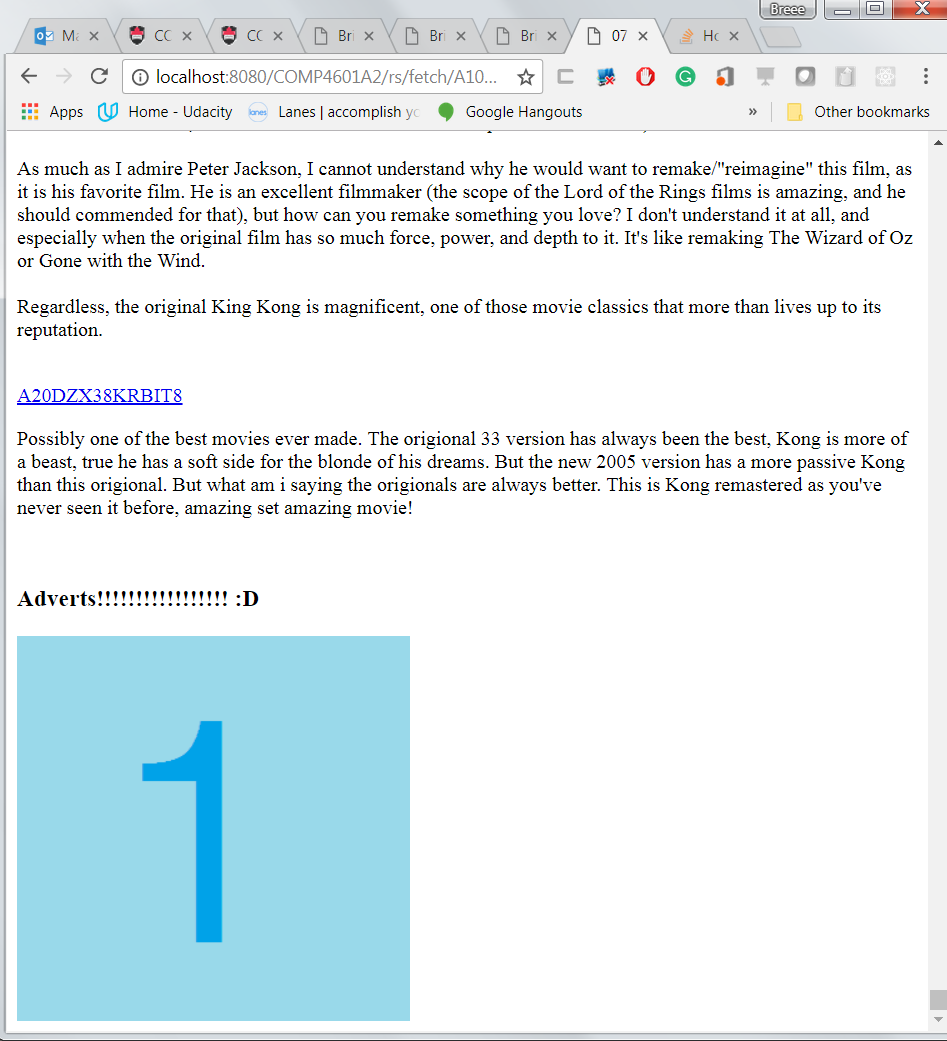 Breee
CC
CC
Bri
Bri
Bri
07
localhost:8080/COMP4601A2/rs/fetch/A10...
Apps Home - Udacity lanes Lanes | accomplish yo Google Hangouts » Other bookmarks
As much as I admire Peter Jackson, I cannot understand why he would want to remake/"reimagine" this film, as
it is his favorite film. He is an excellent filmmaker (the scope of the Lord of the Rings films is amazing, and he
should commended for that), but how can you remake something you love? I don't understand it at all, and
especially when the original film has so much force, power, and depth to it. It's like remaking The Wizard of Oz
or Gone with the Wind.
Regardless, the original King Kong is magnificent, one of those movie classics that more than lives up to its
reputation.
A20DZX38KRBIT8
Possibly one of the best movies ever made. The origional 33 version has always been the best, Kong is more of
a beast, true he has a soft side for the blonde of his dreams. But the new 2005 version has a more passive Kong
than this origional. But what am i saying the origionals are always better. This is Kong remastered as you've
never seen it before, amazing set amazing movie!
Adverts!!!!!!!!!!!!!!!!! :D
1